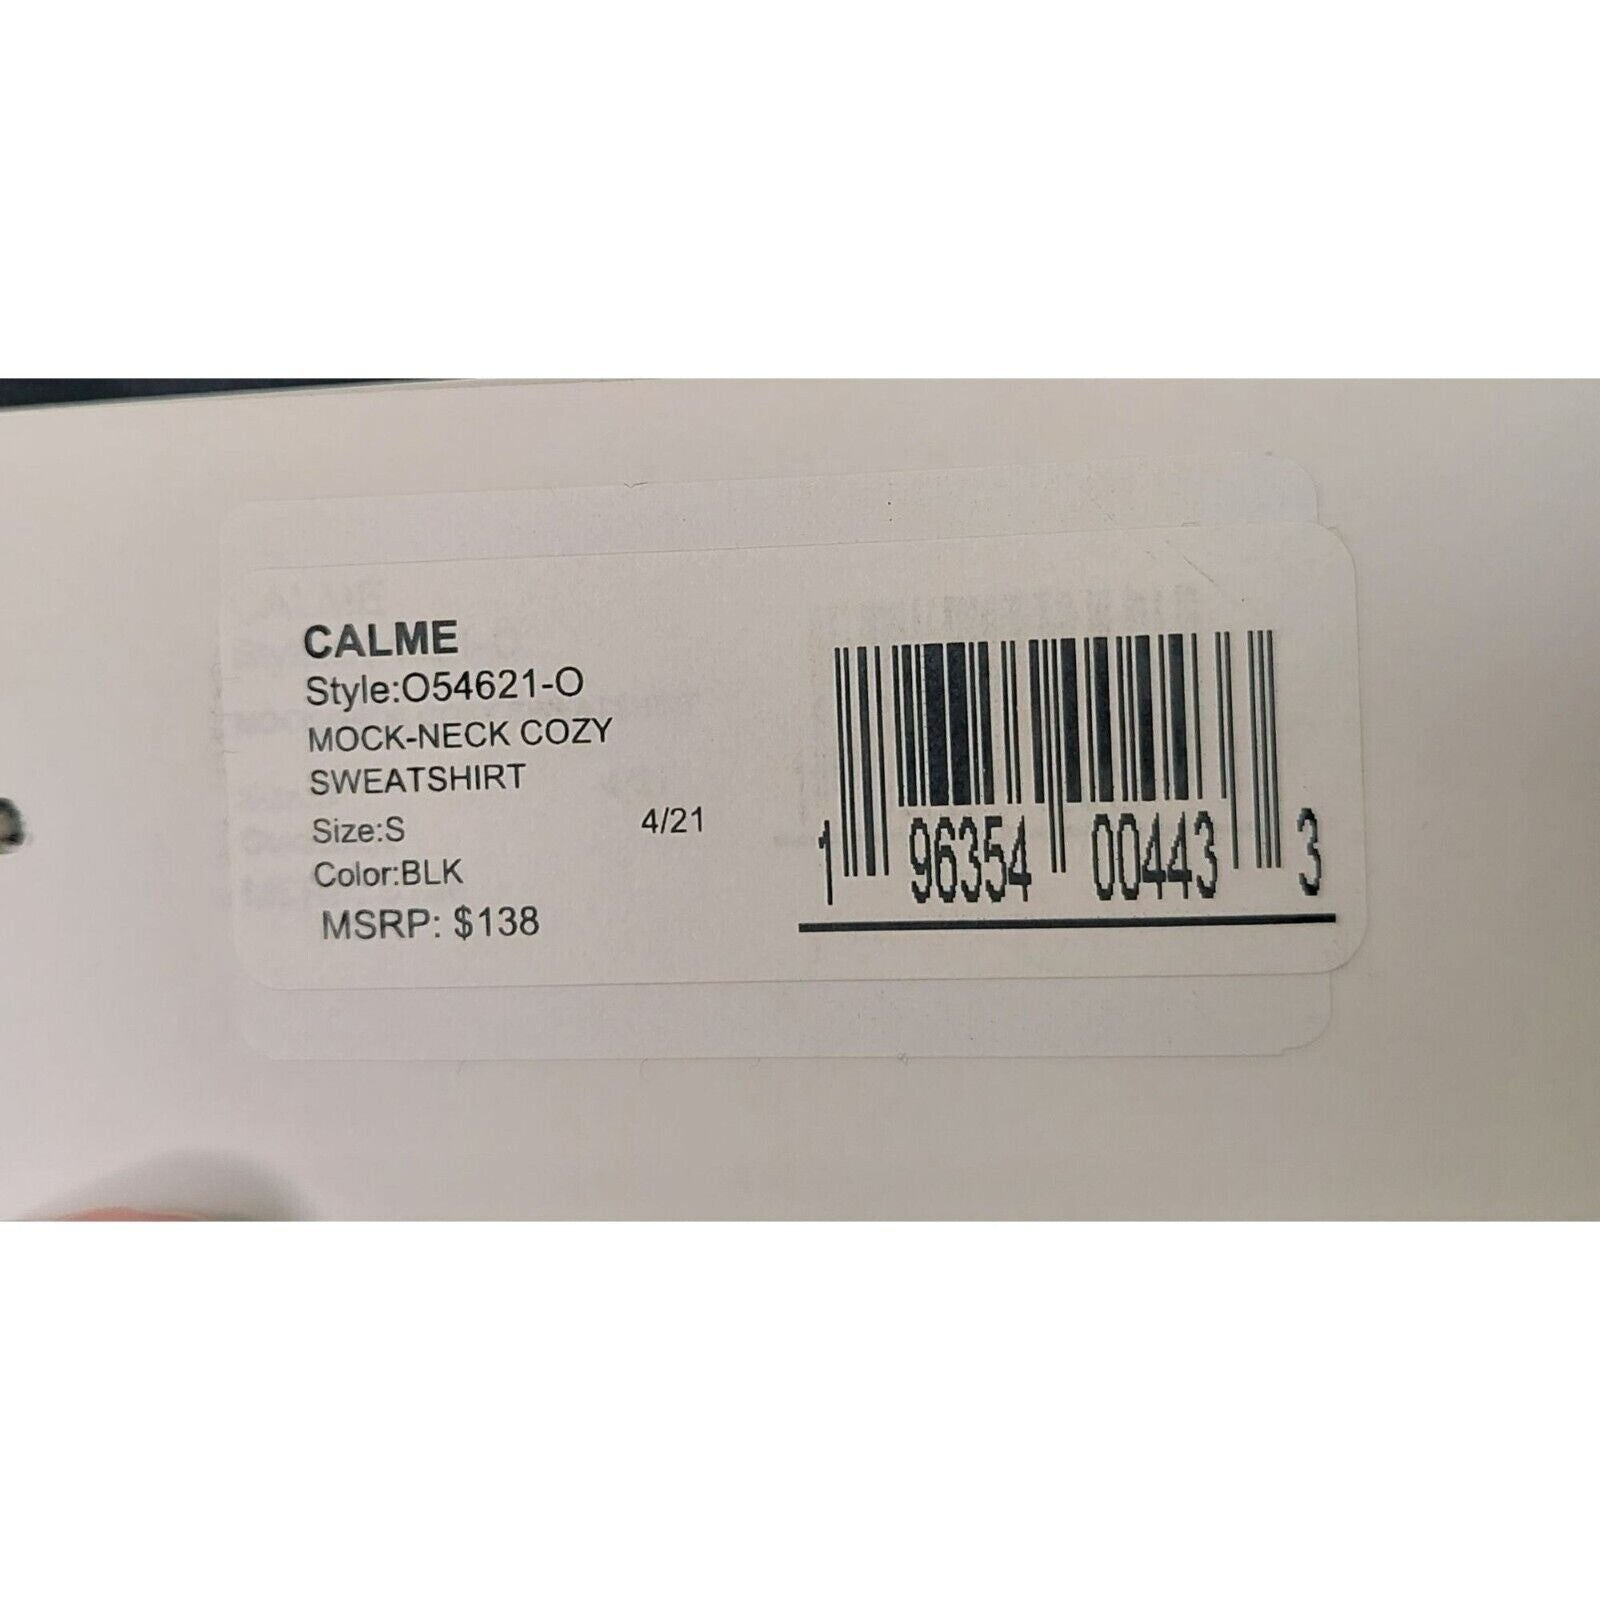 CALME
Style:O54621-O
MOCK-NECK COZY
SWEATSHIRT
Size:S 4/21
Color:BLK
MSRP: $138
1 96354 00443 3